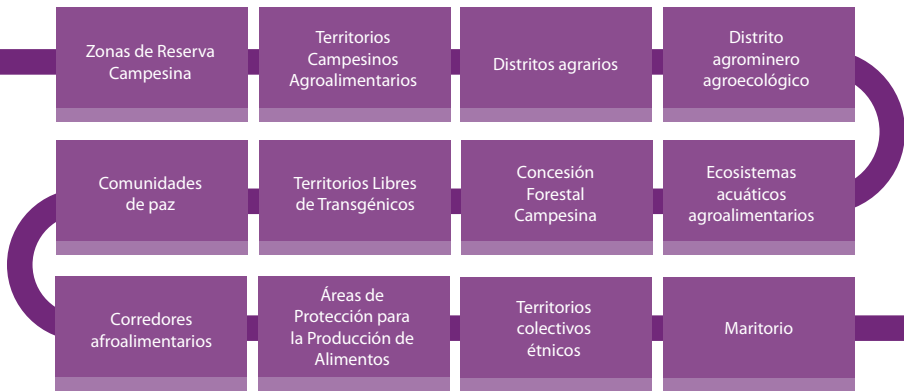 Zonas de Reserva
Campesina
Territorios
Campesinos
Agroalimentarios
Distritos agrarios
Distrito
agrominero
agroecológico
Comunidades
de paz
Territorios Libres
de Transgénicos
Concesión
Forestal
Campesina
Ecosistemas
acuáticos
agroalimentarios
Corredores
afroalimentarios
Áreas de
Protección para
la Producción de
Alimentos
Territorios
colectivos
étnicos
Maritorio